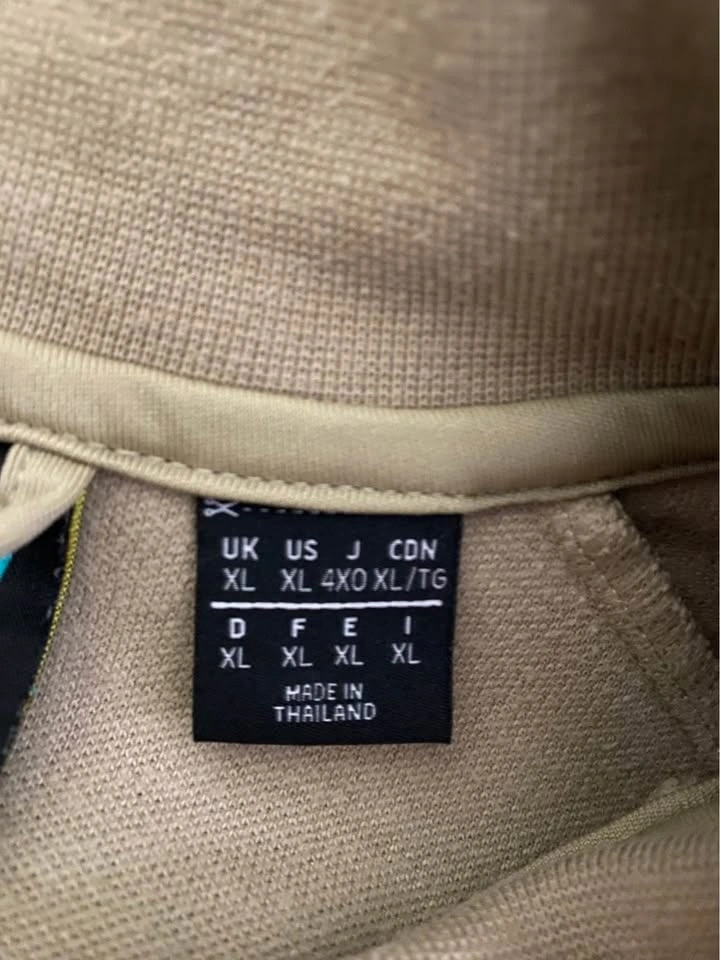 UK US J CDN
XL XL 4XO XL/TG
D F E I
XL XL XL XL
MADE IN
THAILAND